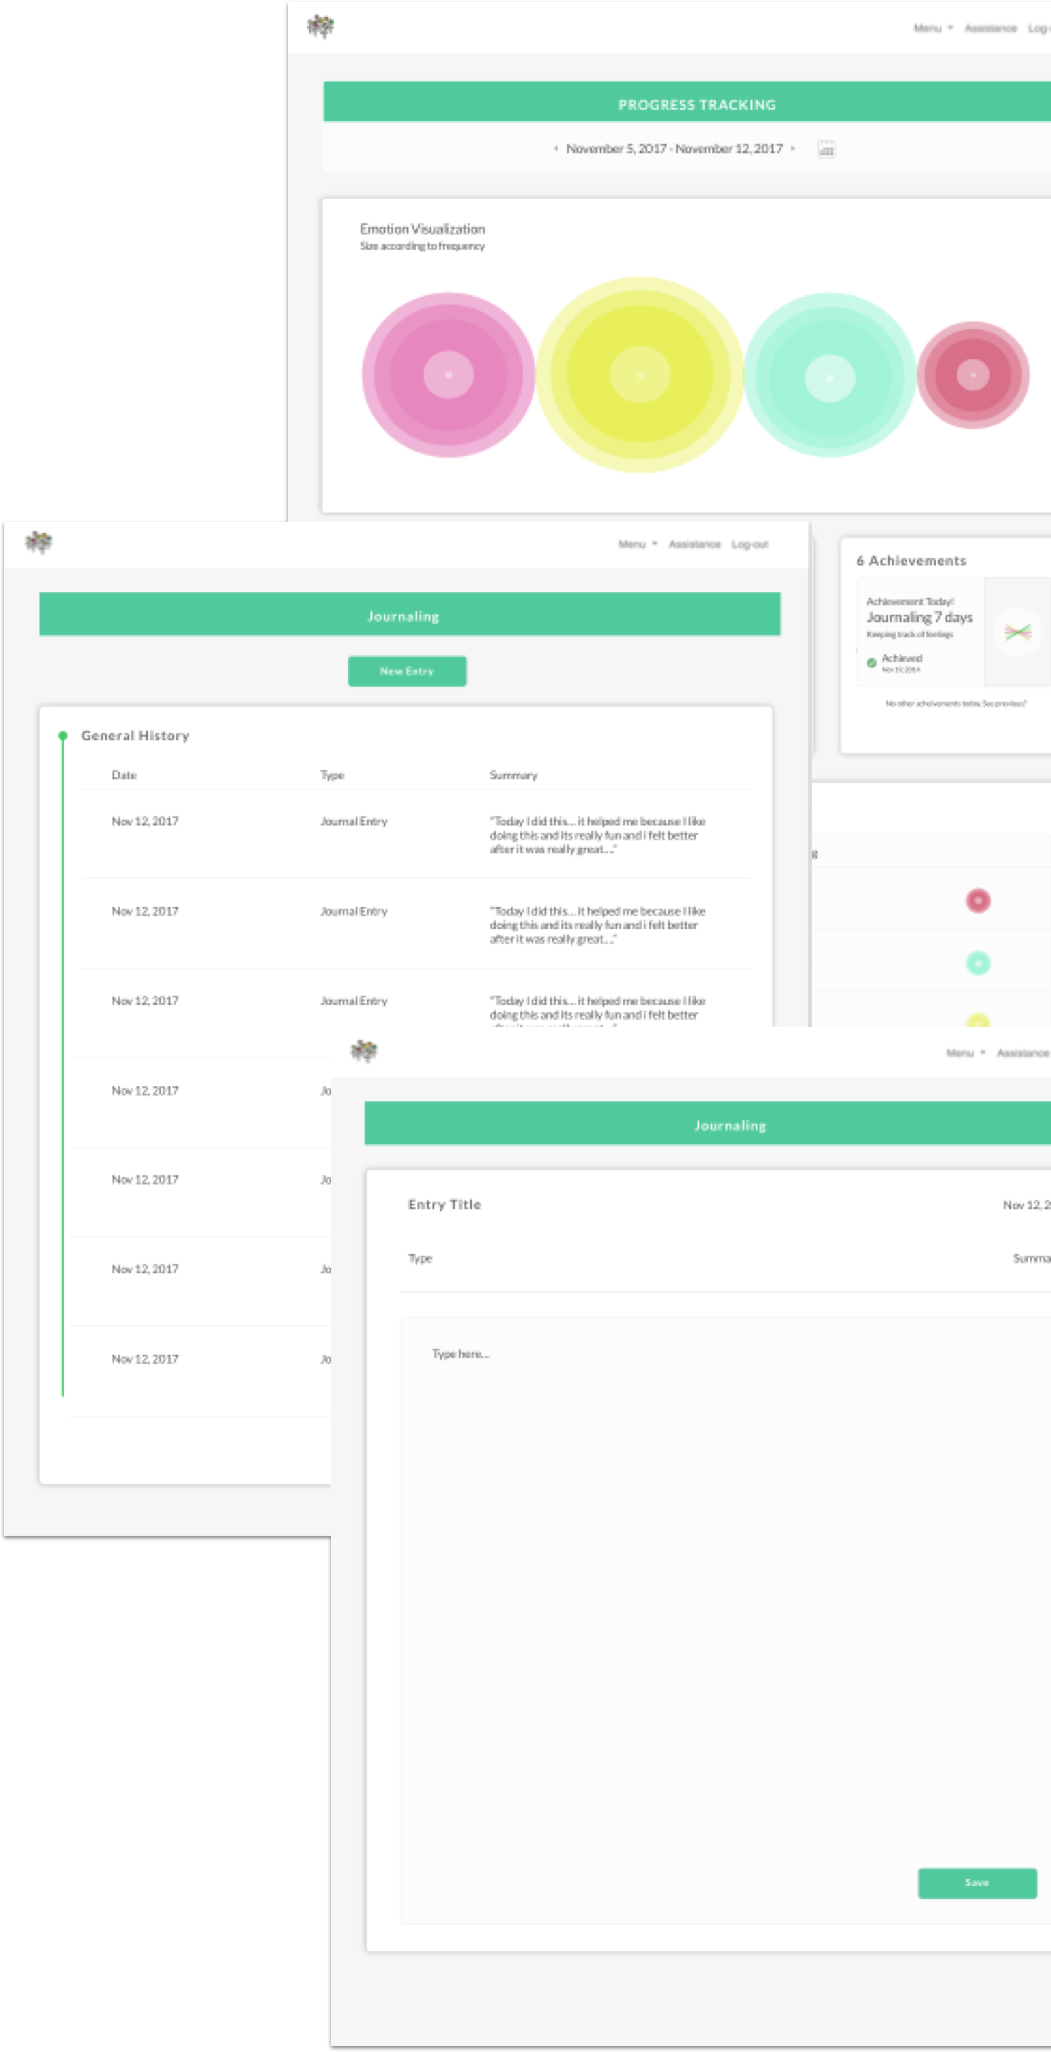 Menu Assistance Log-
PROGRESS TRACKING
November 5, 2017 - November 12, 2017
Emotion Visualization
Size according to frequency
Menu Assistance Log-out
Journaling
New Entry
General History
Date Type Summary
Nov 12, 2017 Journal Entry "Today I did this... it helped me because I like
doing this and its really fun and i felt better
after it was really great...."
Nov 12, 2017 Journal Entry "Today I did this... it helped me because I like
doing this and its really fun and i felt better
after it was really great...."
Nov 12, 2017 Journal Entry "Today I did this... it helped me because I like
doing this and its really fun and i felt better
Nov 12, 2017 Jo
Nov 12, 2017 Jo
Nov 12, 2017 Jo
Nov 12, 2017 Jo
6 Achievements
Achievement Today!
Journaling 7 days
Keeping track of feelings
Achieved
No other acheivements today. See previous?
g
Menu Assistance
Journaling
Entry Title Nov 12, 2
Type Summa
Type here...
Save